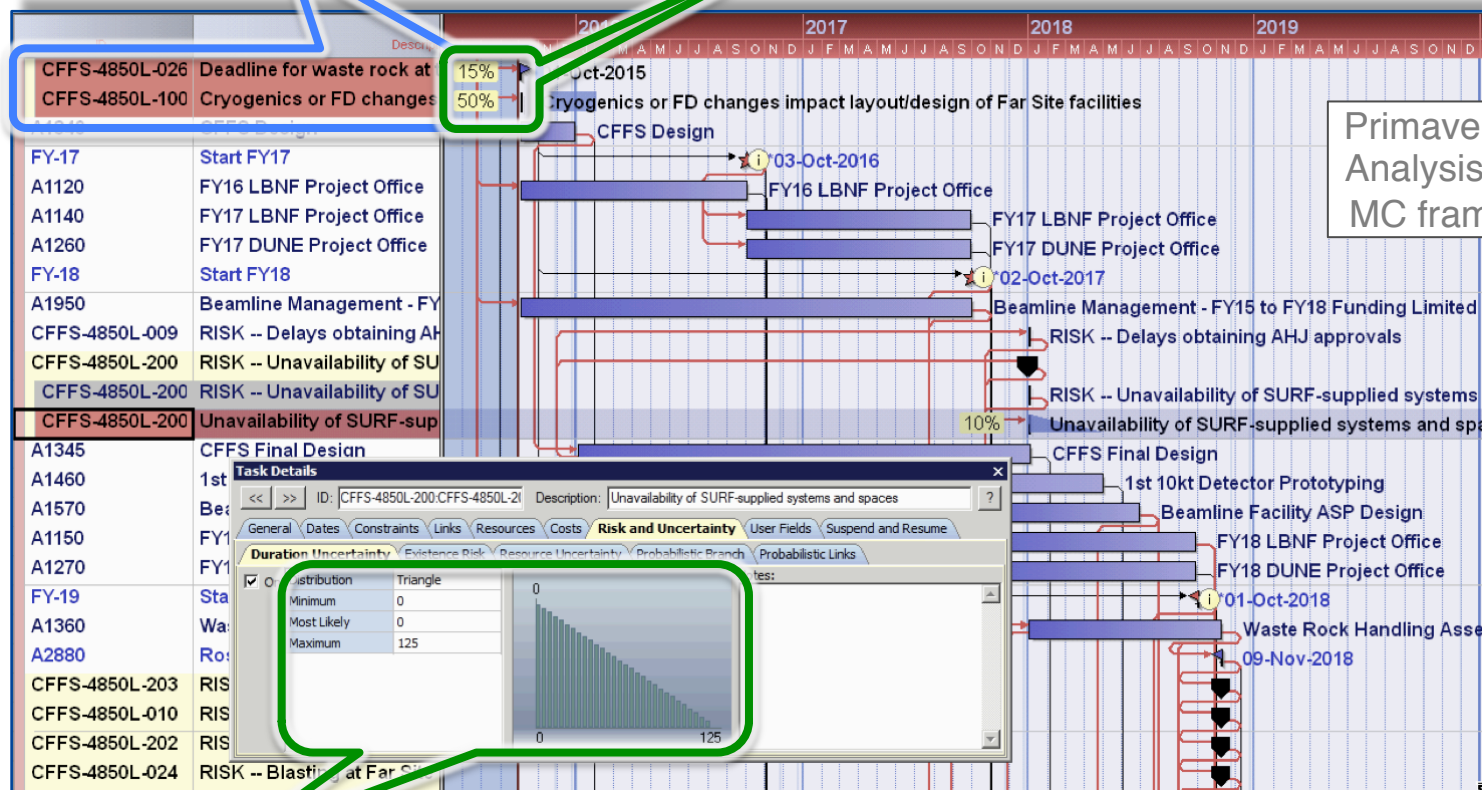 2017 2018 2019
J F M A M J J A S O N D
CFFS-4850L-026 Deadline for waste rock at 15% Oct-2015
CFFS-4850L-100 Cryogenics or FD changes 50% Cryogenics or FD changes impact layout/design of Far Site facilities
CFFS Design
Primave
Analysis
MC fram
FY-17 Start FY17 *03-Oct-2016
A1120 FY16 LBNF Project Office FY16 LBNF Project Office
A1140 FY17 LBNF Project Office FY17 LBNF Project Office
A1260 FY17 DUNE Project Office FY17 DUNE Project Office
FY-18 Start FY18 *02-Oct-2017
A1950 Beamline Management - FY Beamline Management - FY15 to FY18 Funding Limited
CFFS-4850L-009 RISK -- Delays obtaining AH RISK -- Delays obtaining AHJ approvals
CFFS-4850L-200 RISK -- Unavailability of SU
CFFS-4850L-200 RISK -- Unavailability of SU RISK -- Unavailability of SURF-supplied systems
CFFS-4850L-200 Unavailability of SURF-sup 10% Unavailability of SURF-supplied systems and spa
A1345 CFFS Final Design CFFS Final Design
A1460 1st 1st 10kt Detector Prototyping
A1570 Bea Beamline Facility ASP Design
A1150 FY1 FY18 LBNF Project Office
A1270 FY1 FY18 DUNE Project Office
FY-19 Sta *01-Oct-2018
A1360 Wa Waste Rock Handling Asse
A2880 Ros 09-Nov-2018
CFFS-4850L-203 RIS
CFFS-4850L-010 RIS
CFFS-4850L-202 RIS
CFFS-4850L-024 RISK -- Blasting at Far
Task Details x
<< >> ID: CFFS-4850L-200:CFFS-4850L-20 Description: Unavailability of SURF-supplied systems and spaces ?
General Dates Constraints Links Resources Costs Risk and Uncertainty User Fields Suspend and Resume
Duration Uncertainty Existence Risk Resource Uncertainty Probabilistic Branch Probabilistic Links
Distribution Triangle
Minimum 0
Most Likely 0
Maximum 125
0
0 125